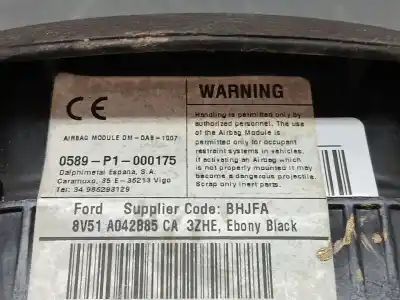 CE
AIRBAG MODULE DM-DAB-1007
0589-P1-000175
Dalphimetal España, S.A.
Caramuxo, 35 E-36213 Vigo
Tel: 34 986293129
WARNING
Handling is permitted only by
authorized personnel. The use
of the Airbag Module is
permitted only for occupant
restraint systems in vehicles.
If activating an Airbag which
is not properly mounted it may
become a dangerous projectile.
Scrap only inert parts.
Ford Supplier Code: BHJFA
8V51 A042B85 CA 3ZHE, Ebony Black